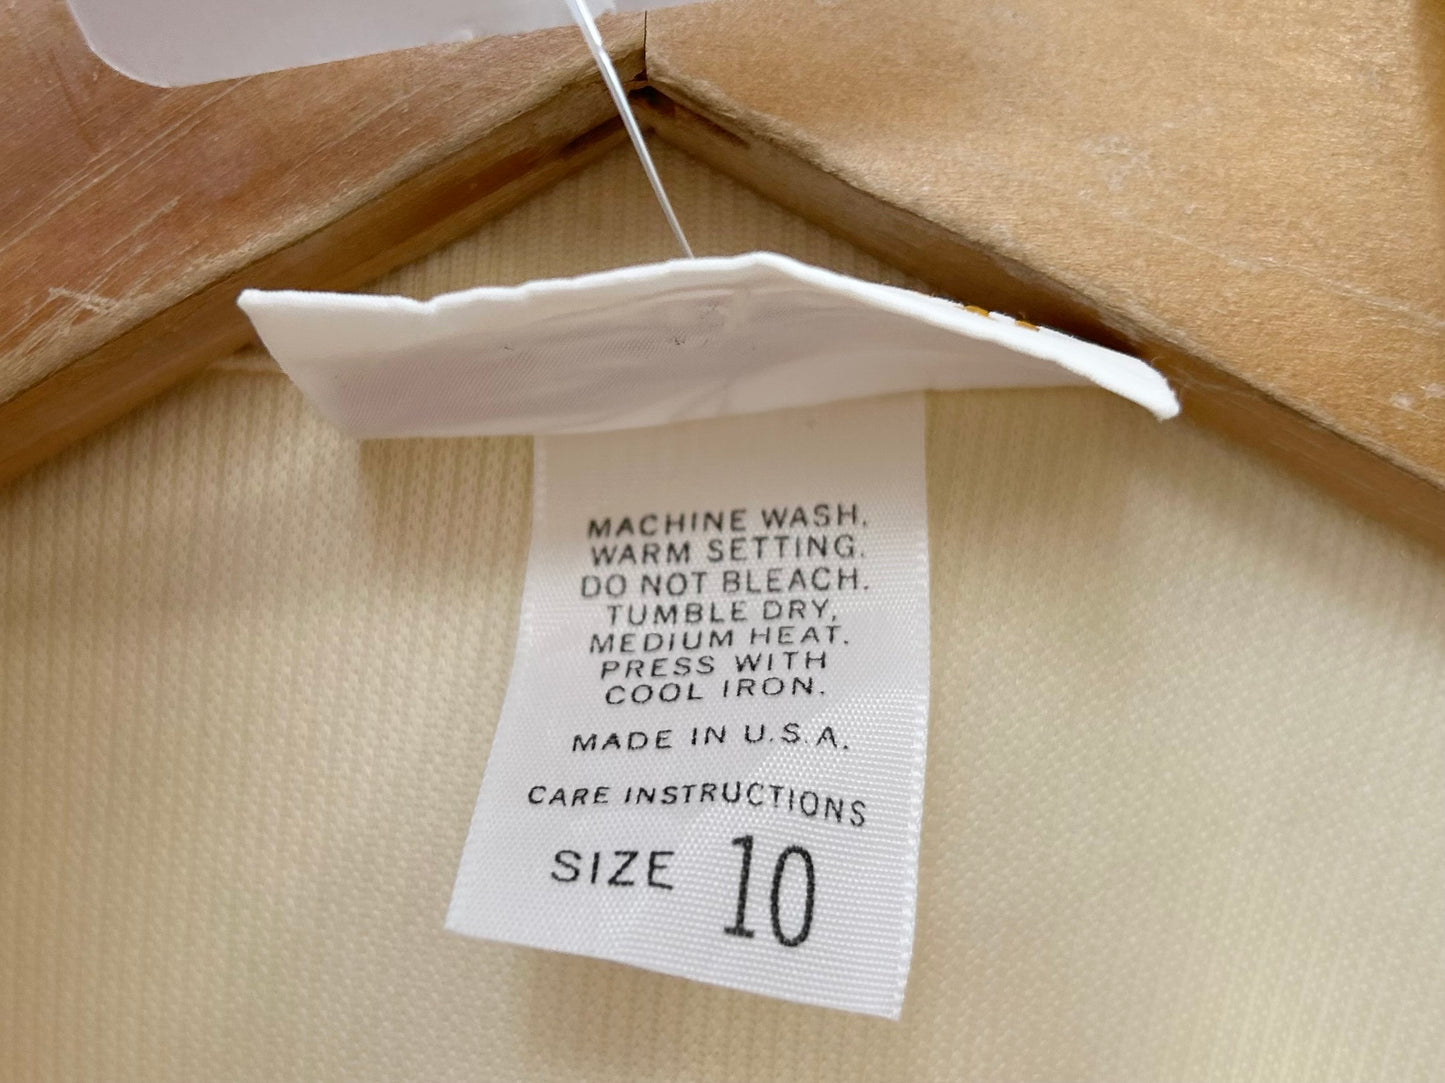 MACHINE WASH.
WARM SETTING.
DO NOT BLEACH.
TUMBLE DRY,
MEDIUM HEAT.
PRESS WITH
COOL IRON.
MADE IN U.S.A.
CARE INSTRUCTIONS
SIZE 10